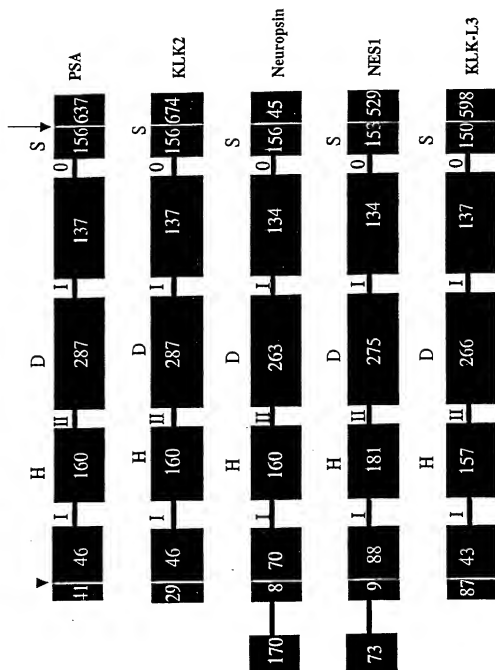 H D S
I II I 0
41 46 160 287 137 156 637 PSA
H D S
I II I 0
29 46 160 287 137 156 674 KLK2
H D S
I II I 0
170 8 70 160 263 134 156 45 Neuropsin
H D S
I II I 0
73 9 88 181 275 134 153 529 NES1
H D S
I II I 0
87 43 157 266 137 150 598 KLK-L3